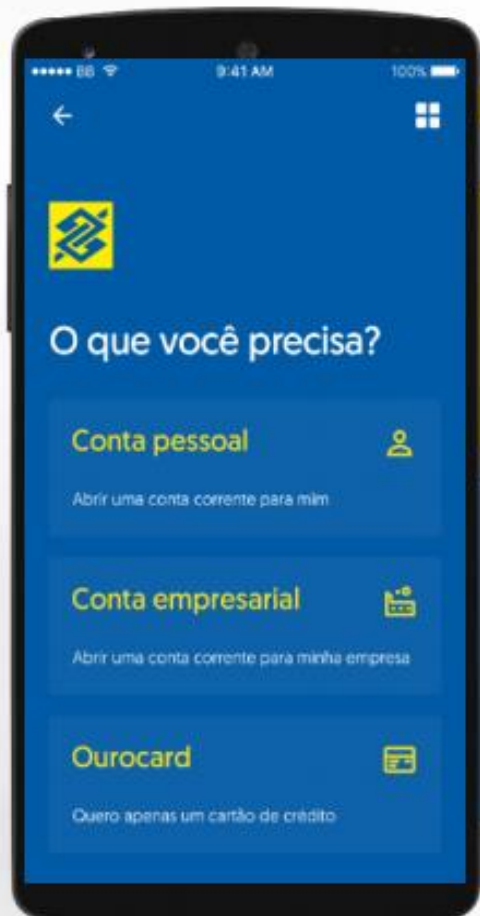 ●●●●● BB 9:41 AM 100%
O que você precisa?
Conta pessoal
Abrir uma conta corrente para mim
Conta empresarial
Abrir uma conta corrente para minha empresa
Ourocard
Quero apenas um cartão de crédito